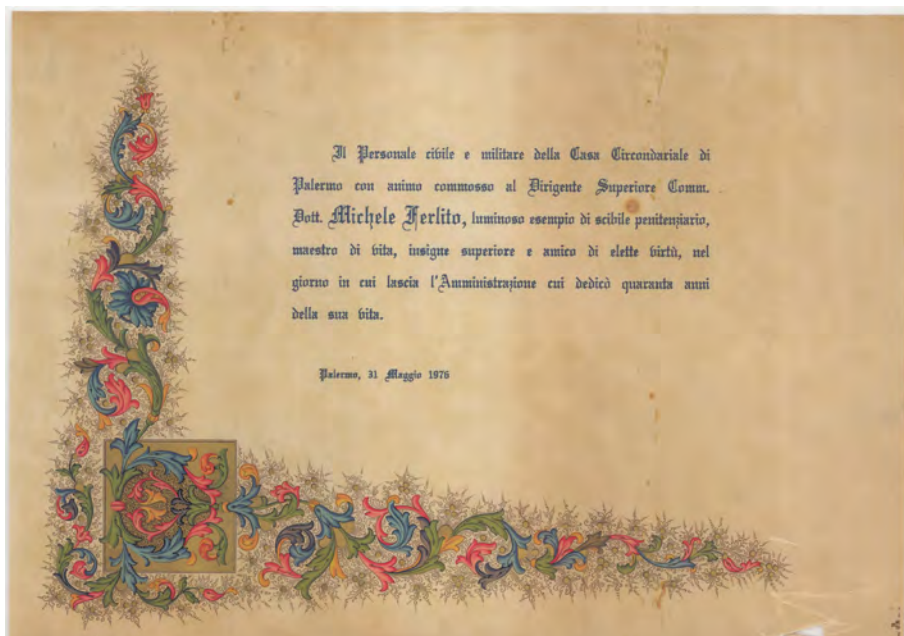 Il Personale civile e militare della Casa Circondariale di
Palermo con animo commosso al Dirigente Superiore Comm.
Dott. Michele Ferlito, luminoso esempio di scibile penitenziario,
maestro di vita, insigne superiore e amico di elette virtù, nel
giorno in cui lascia l'Amministrazione cui dedicò quaranta anni
della sua vita.
Palermo, 31 Maggio 1976